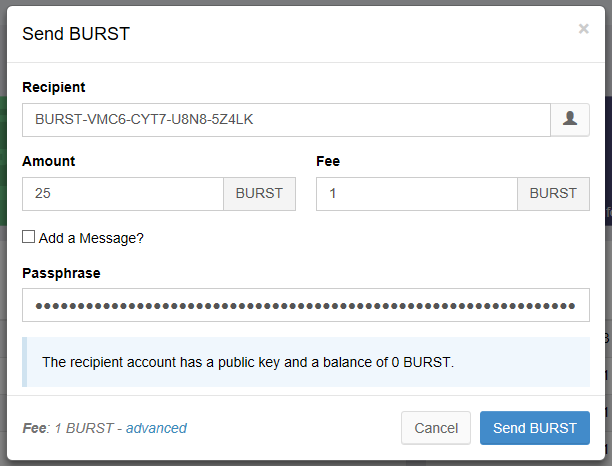 Send BURST
×
Recipient
BURST-VMC6-CYT7-U8N8-5Z4LK
Amount Fee
25 BURST 1 BURST
Add a Message?
Passphrase
●●●●●●●●●●●●●●●●●●●●●●●●●●●●●●●●●●●●●●●●●●●●●●●●●●●●●●●●●●●●●●●●
The recipient account has a public key and a balance of 0 BURST.
Fee: 1 BURST - advanced Cancel Send BURST